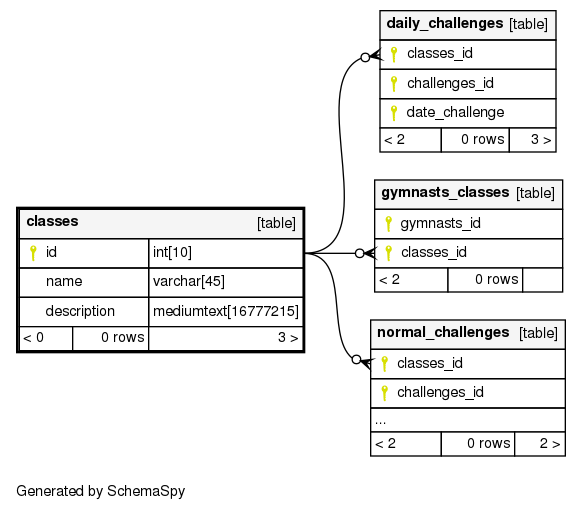 daily_challenges [table]
classes_id
challenges_id
date_challenge
< 2 0 rows 3 >
gymnasts_classes [table]
gymnasts_id
classes_id
< 2 0 rows
classes [table]
id int[10]
name varchar[45]
description mediumtext[16777215]
< 0 0 rows 3 >
normal_challenges [table]
classes_id
challenges_id
...
< 2 0 rows 2 >
Generated by SchemaSpy